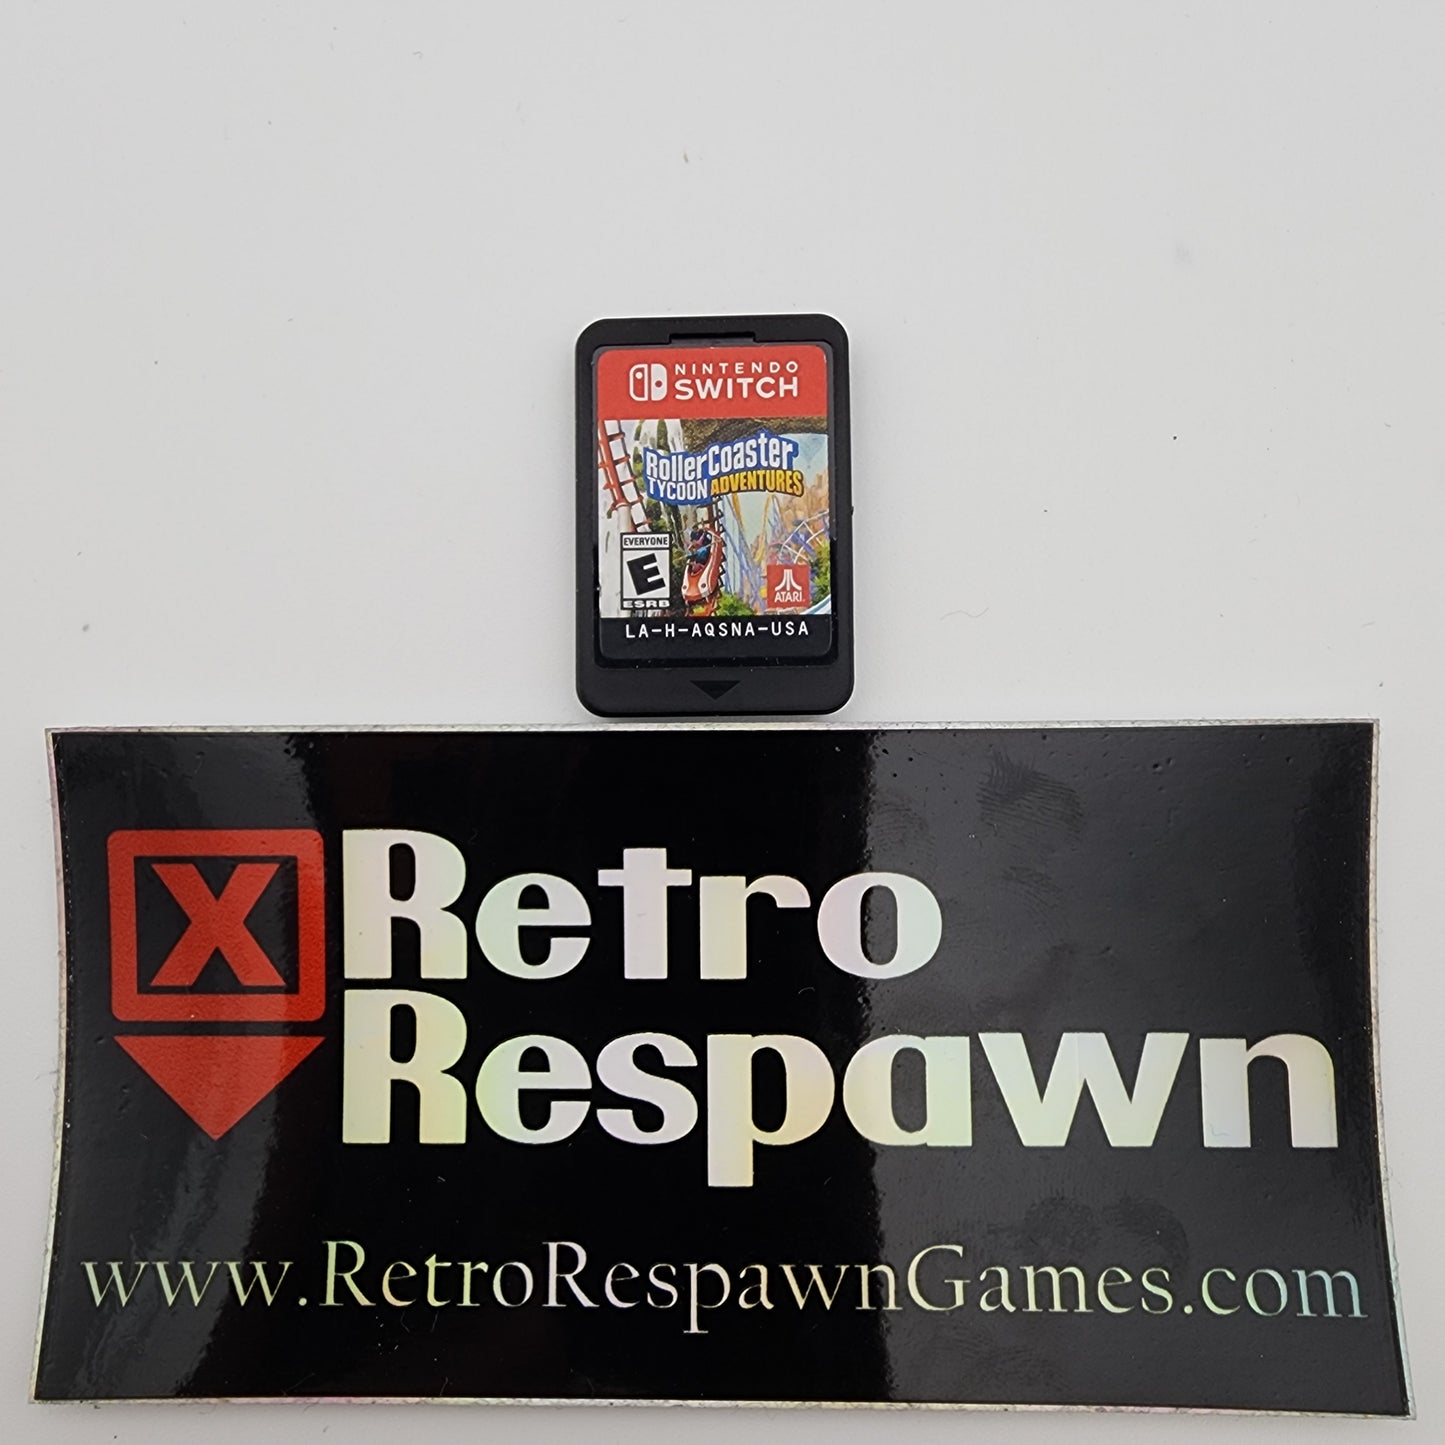 NINTENDO
SWITCH
RollerCoaster
TYCOON ADVENTURES
EVERYONE
E
ESRB
ATARI
LA-H-AQSNA-USA
X
Retro
Respawn
www.RetroRespawnGames.com